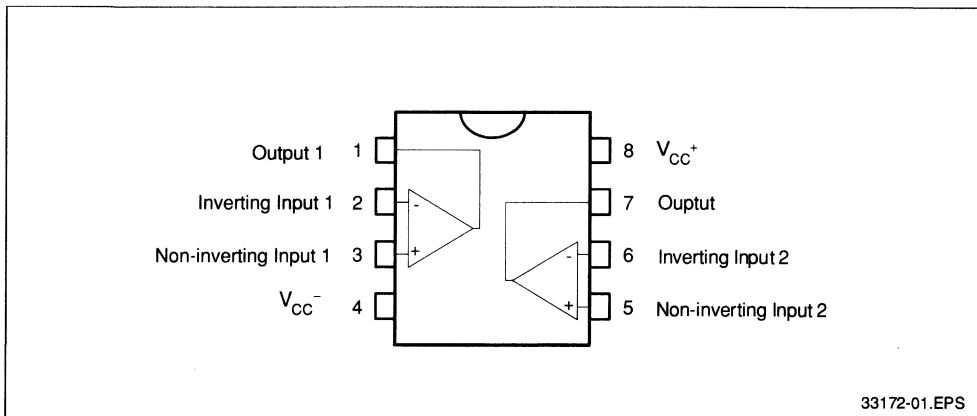 Output 1 1
Inverting Input 1 2
Non-inverting Input 1 3
VCC- 4
-
+
8 VCC+
7 Ouptut
6 Inverting Input 2
5 Non-inverting Input 2
-
+
33172-01.EPS